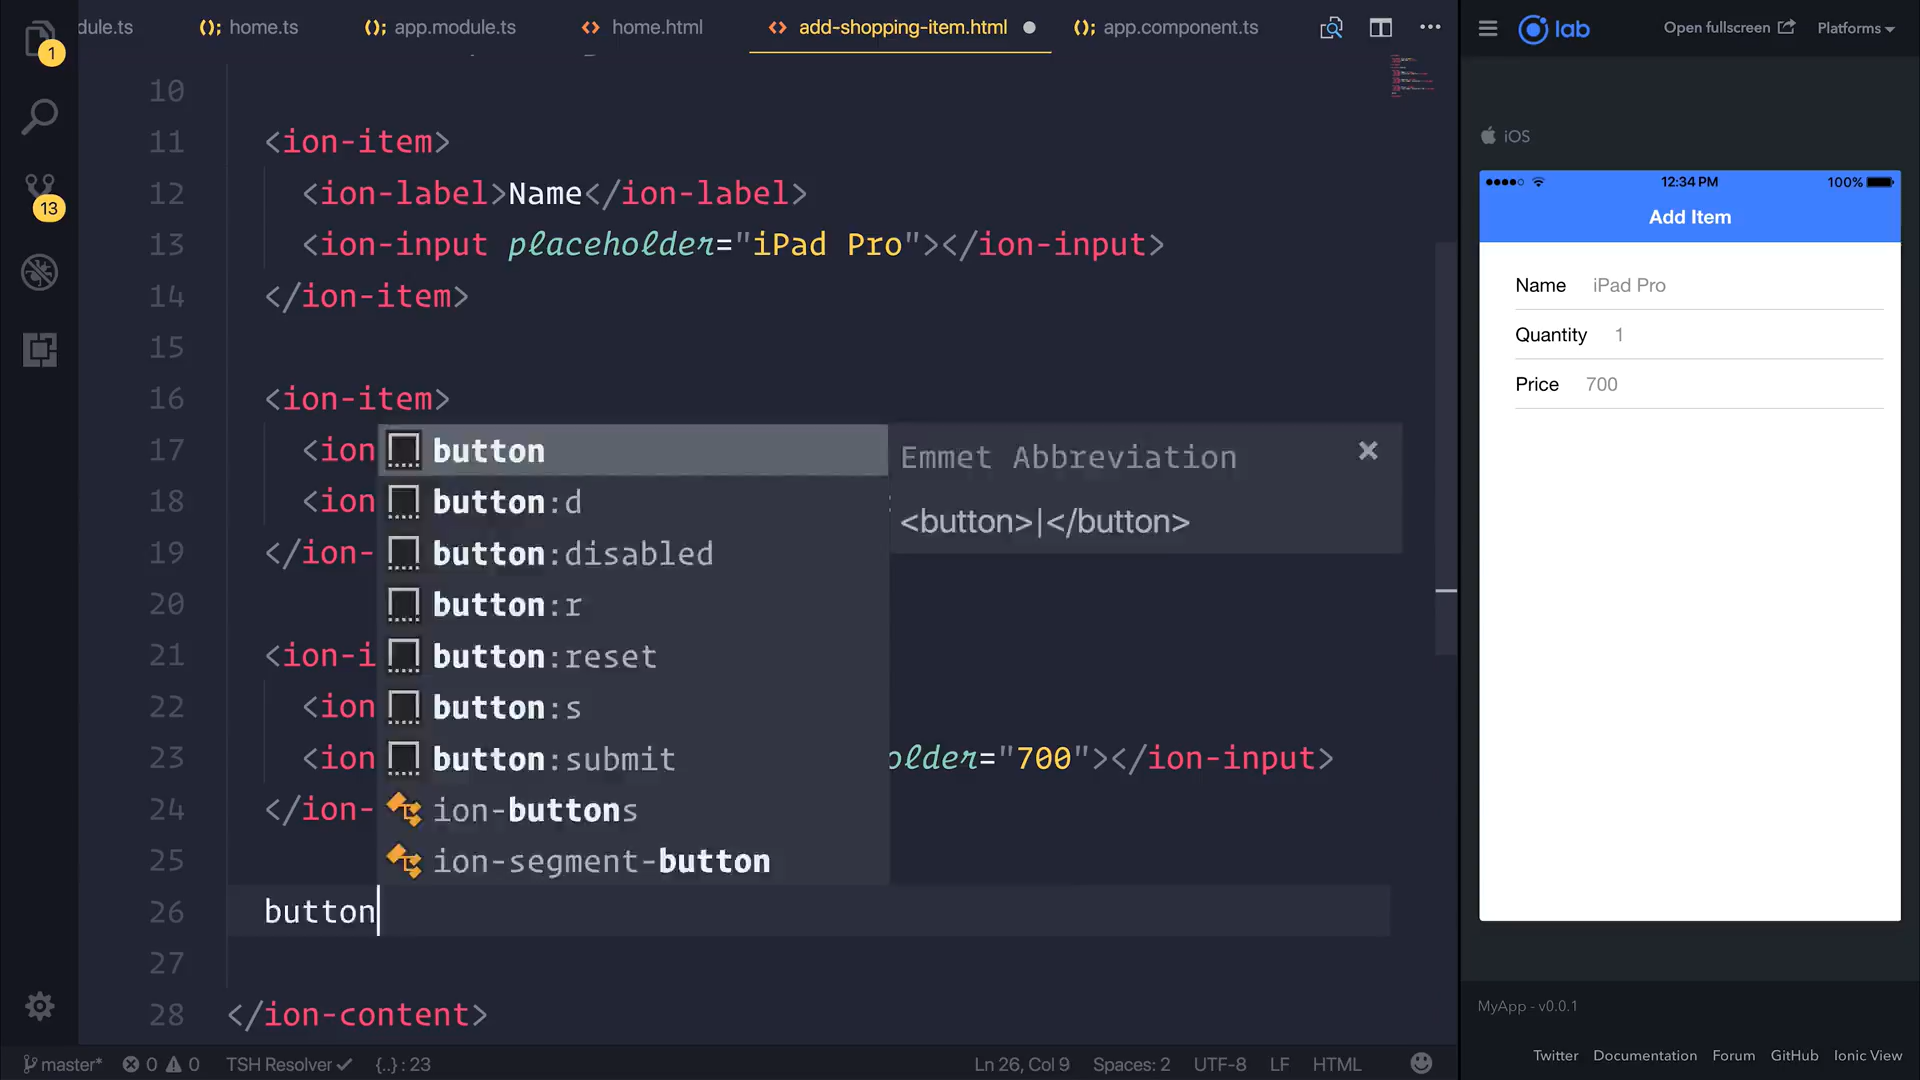 dule.ts
home.ts
app.module.ts
home.html
add-shopping-item.html
app.component.ts
1
13
10
11 <ion-item>
12 <ion-label>Name</ion-label>
13 <ion-input placeholder="iPad Pro"></ion-input>
14 </ion-item>
15
16 <ion-item>
17 <ion
18 <ion
19 </ion-
20
21 <ion-i
22 <ion
23 <ion older="700"></ion-input>
24 </ion-
25
26 button
27
28 </ion-content>
button
button:d
button:disabled
button:r
button:reset
button:s
button:submit
ion-buttons
ion-segment-button
Emmet Abbreviation
<button>|</button>
master* 0 0 TSH Resolver {..} : 23 Ln 26, Col 9 Spaces: 2 UTF-8 LF HTML
lab Open fullscreen Platforms
iOS
12:34 PM 100%
Add Item
Name iPad Pro
Quantity 1
Price 700
MyApp - v0.0.1
Twitter Documentation Forum GitHub Ionic View